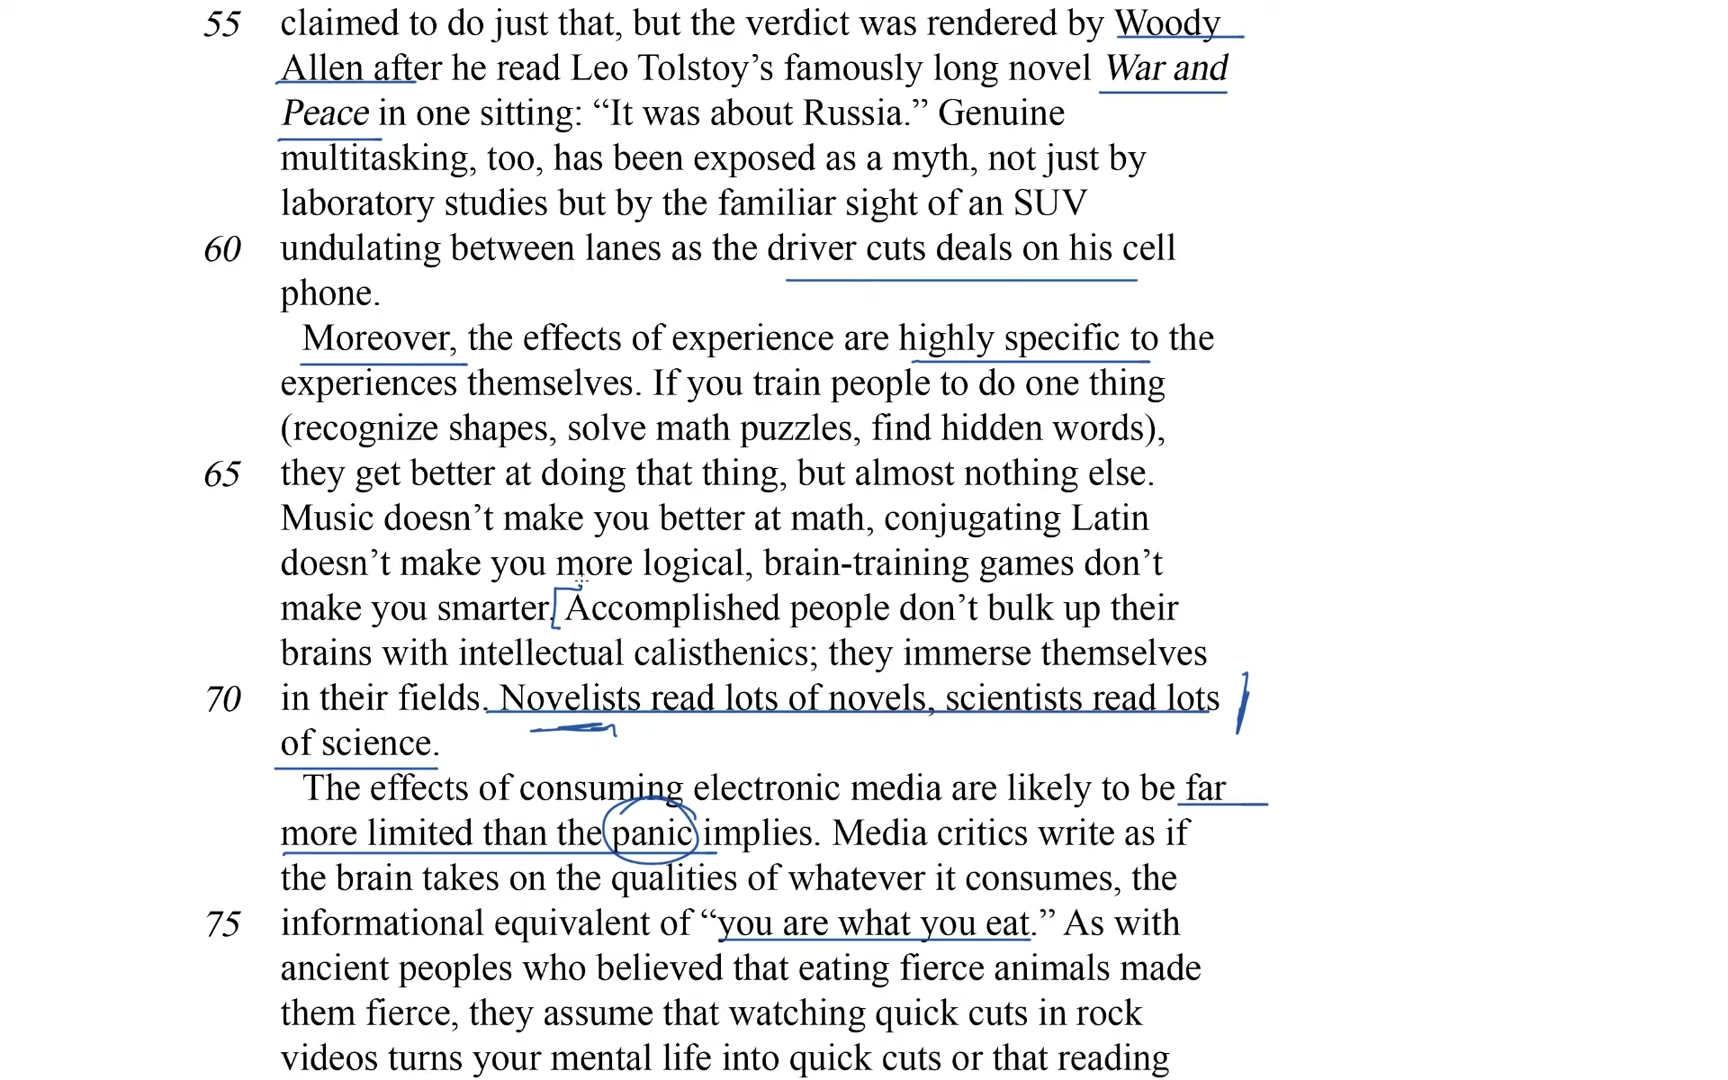 55 claimed to do just that, but the verdict was rendered by Woody
Allen after he read Leo Tolstoy’s famously long novel War and
Peace in one sitting: “It was about Russia.” Genuine
multitasking, too, has been exposed as a myth, not just by
laboratory studies but by the familiar sight of an SUV
60 undulating between lanes as the driver cuts deals on his cell
phone.
Moreover, the effects of experience are highly specific to the
experiences themselves. If you train people to do one thing
(recognize shapes, solve math puzzles, find hidden words),
65 they get better at doing that thing, but almost nothing else.
Music doesn’t make you better at math, conjugating Latin
doesn’t make you more logical, brain-training games don’t
make you smarter. Accomplished people don’t bulk up their
brains with intellectual calisthenics; they immerse themselves
70 in their fields. Novelists read lots of novels, scientists read lots
of science.
The effects of consuming electronic media are likely to be far
more limited than the panic implies. Media critics write as if
the brain takes on the qualities of whatever it consumes, the
75 informational equivalent of “you are what you eat.” As with
ancient peoples who believed that eating fierce animals made
them fierce, they assume that watching quick cuts in rock
videos turns your mental life into quick cuts or that reading